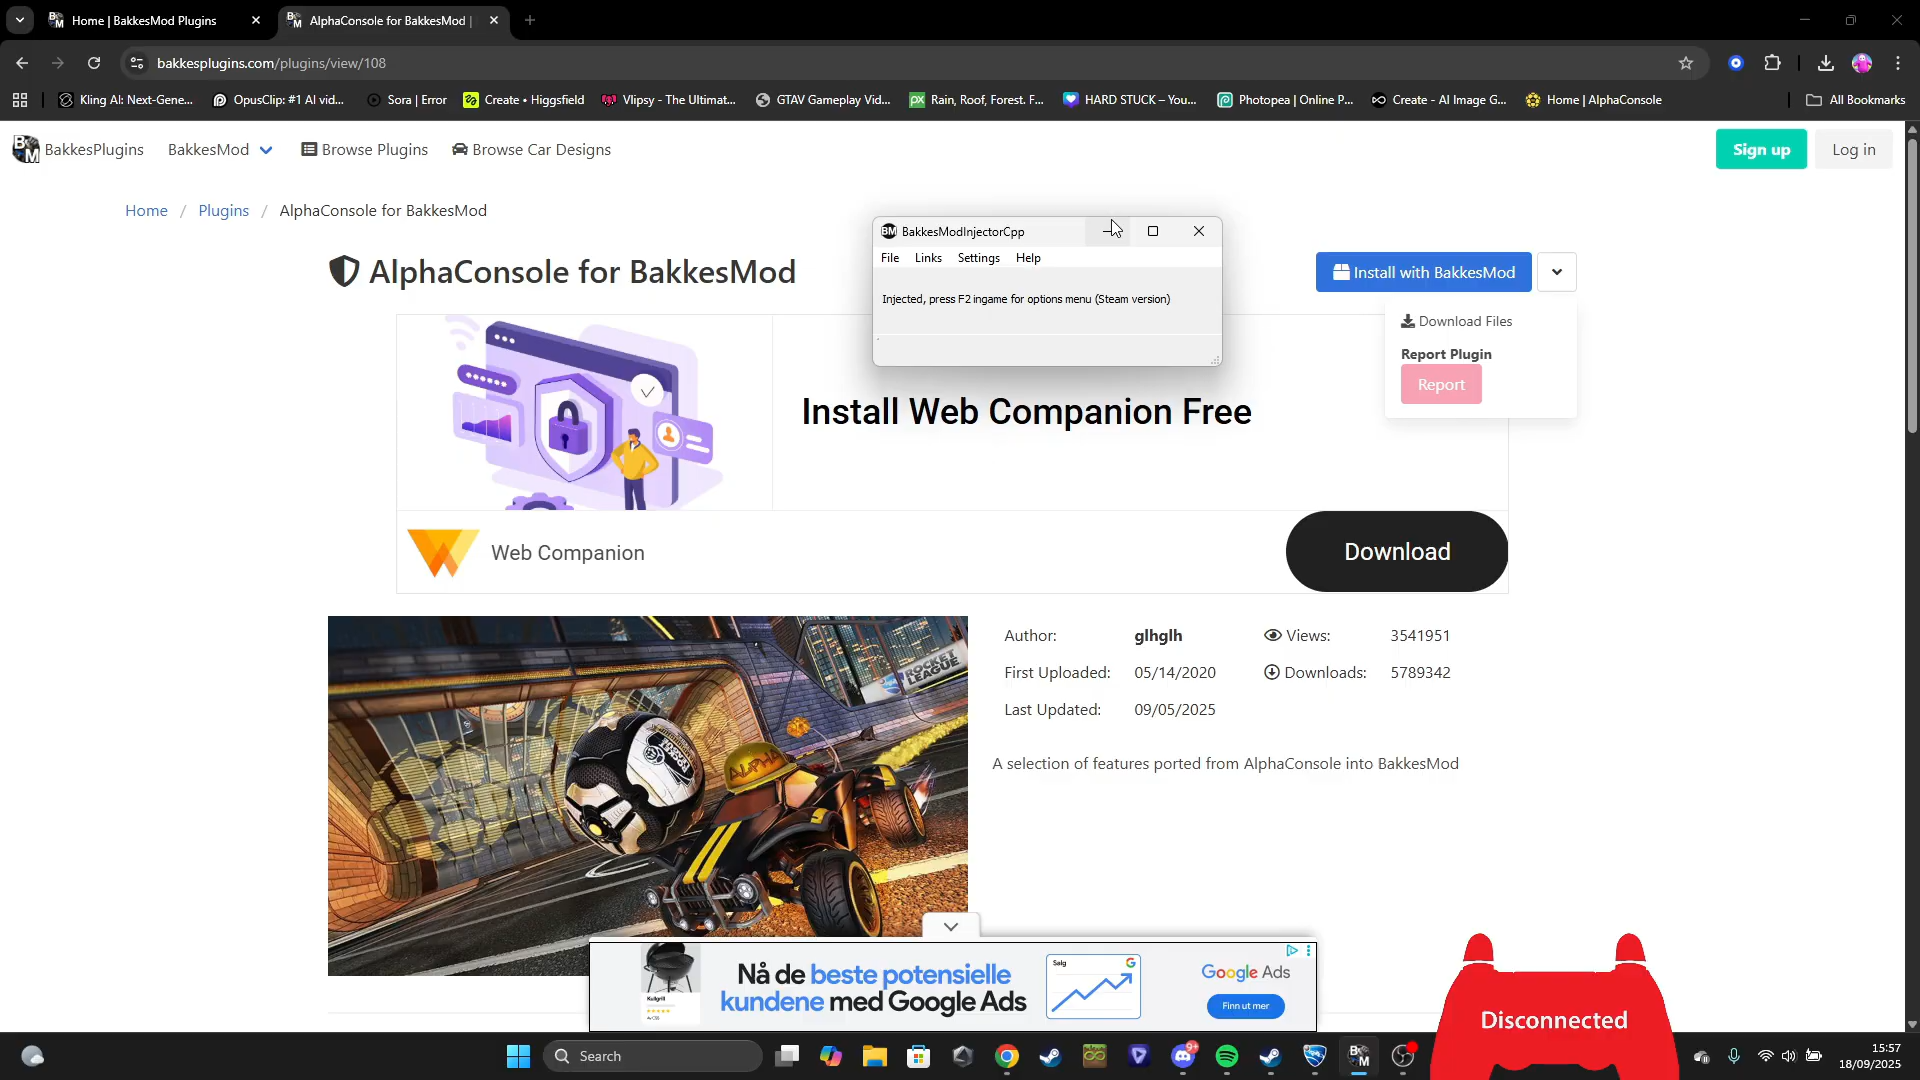 Home | BakkesMod Plugins
AlphaConsole for BakkesMod |
bakkesplugins.com/plugins/view/108
Kling AI: Next-Gene...
OpusClip: #1 AI vid...
Sora | Error
Create • Higgsfield
Vlipsy - The Ultimat...
GTAV Gameplay Vid...
Rain, Roof, Forest. F...
HARD STUCK – You...
Photopea | Online P...
Create - AI Image G...
Home | AlphaConsole
All Bookmarks
BakkesPlugins
BakkesMod
Browse Plugins
Browse Car Designs
Sign up
Log in
Home / Plugins / AlphaConsole for BakkesMod
BM BakkesModInjectorCpp
File Links Settings Help
Injected, press F2 ingame for options menu (Steam version)
AlphaConsole for BakkesMod
Install with BakkesMod
Download Files
Report Plugin
Report
Install Web Companion Free
Web Companion
Download
ROCKET
LEAGUE
ALPHA
Author: glhglh
Views: 3541951
First Uploaded: 05/14/2020
Downloads: 5789342
Last Updated: 09/05/2025
A selection of features ported from AlphaConsole into BakkesMod
Kullgrill
Salg
Nå de beste potensielle
kundene med Google Ads
Google Ads
Finn ut mer
Disconnected
Search
9+
15:57
18/09/2025